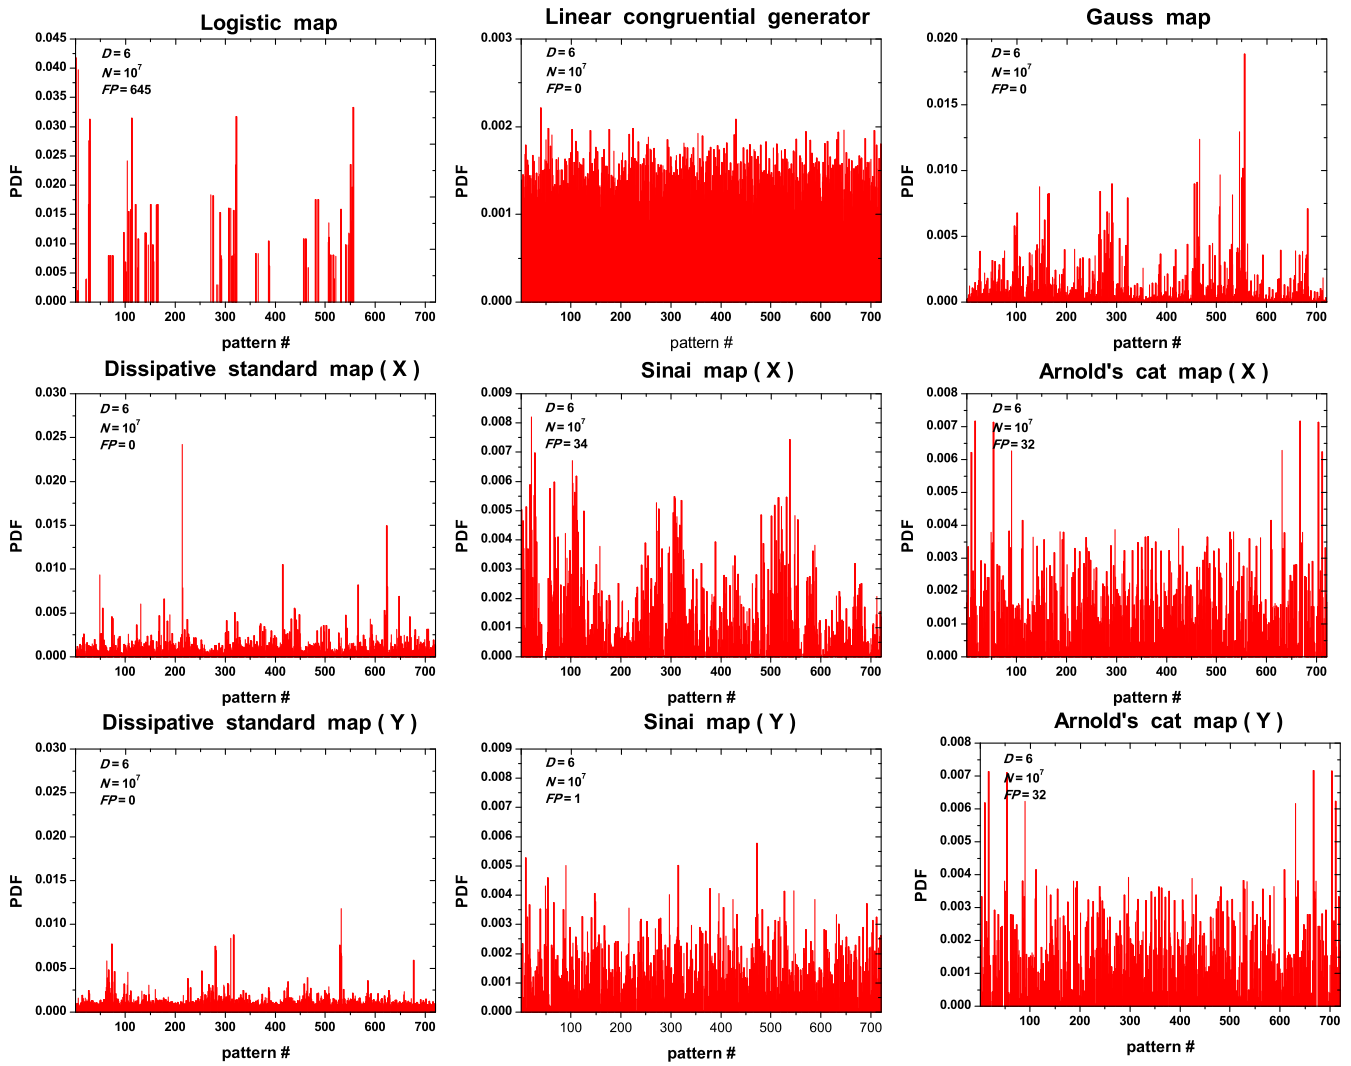 Logistic map
D = 6
N = 10^7
FP = 645
PDF
0.045
0.040
0.035
0.030
0.025
0.020
0.015
0.010
0.005
0.000
100 200 300 400 500 600 700
pattern #
Linear congruential generator
D = 6
N = 10^7
FP = 0
PDF
0.003
0.002
0.001
0.000
100 200 300 400 500 600 700
pattern #
Gauss map
D = 6
N = 10^7
FP = 0
PDF
0.020
0.015
0.010
0.005
0.000
100 200 300 400 500 600 700
pattern #
Dissipative standard map ( X )
D = 6
N = 10^7
FP = 0
PDF
0.030
0.025
0.020
0.015
0.010
0.005
0.000
100 200 300 400 500 600 700
pattern #
Sinai map ( X )
D = 6
N = 10^7
FP = 34
PDF
0.009
0.008
0.007
0.006
0.005
0.004
0.003
0.002
0.001
0.000
100 200 300 400 500 600 700
pattern #
Arnold's cat map ( X )
D = 6
N = 10^7
FP = 32
PDF
0.008
0.007
0.006
0.005
0.004
0.003
0.002
0.001
0.000
100 200 300 400 500 600 700
pattern #
Dissipative standard map ( Y )
D = 6
N = 10^7
FP = 0
PDF
0.030
0.025
0.020
0.015
0.010
0.005
0.000
100 200 300 400 500 600 700
pattern #
Sinai map ( Y )
D = 6
N = 10^7
FP = 1
PDF
0.009
0.008
0.007
0.006
0.005
0.004
0.003
0.002
0.001
0.000
100 200 300 400 500 600 700
pattern #
Arnold's cat map ( Y )
D = 6
N = 10^7
FP = 32
PDF
0.008
0.007
0.006
0.005
0.004
0.003
0.002
0.001
0.000
100 200 300 400 500 600 700
pattern #